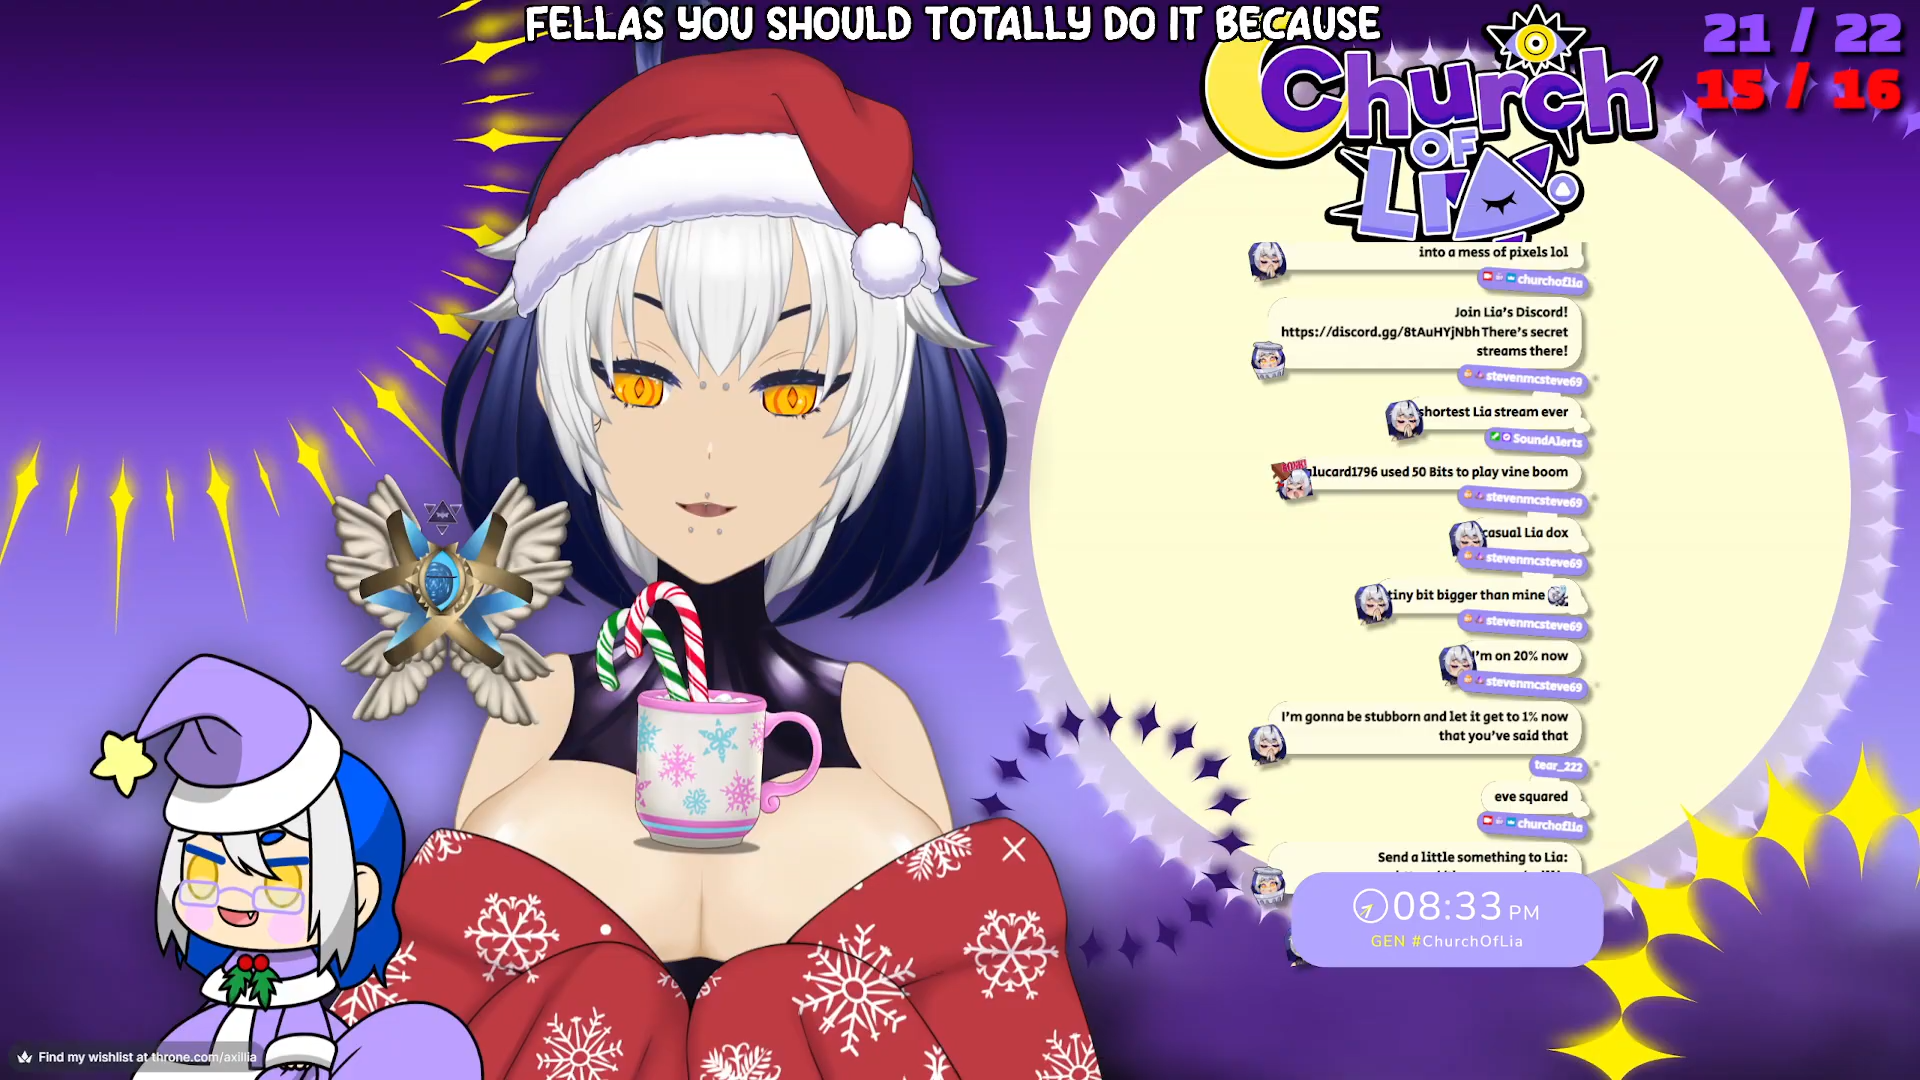 FELLAS YOU SHOULD TOTALLY DO IT BECAUSE
Church
OF
LIA
21 / 22
15 / 16
into a mess of pixels lol
churchoflia
Join Lia's Discord!
https://discord.gg/8tAuHYjNbh There's secret
streams there!
stevenmcsteve69
shortest Lia stream ever
SoundAlerts
lucard1796 used 50 Bits to play vine boom
stevenmcsteve69
casual Lia dox
stevenmcsteve69
tiny bit bigger than mine
stevenmcsteve69
I'm on 20% now
stevenmcsteve69
I'm gonna be stubborn and let it get to 1% now
that you've said that
tear_222
eve squared
churchoflia
Send a little something to Lia:
08:33 PM
GEN #ChurchOfLia
Find my wishlist at throne.com/axillia